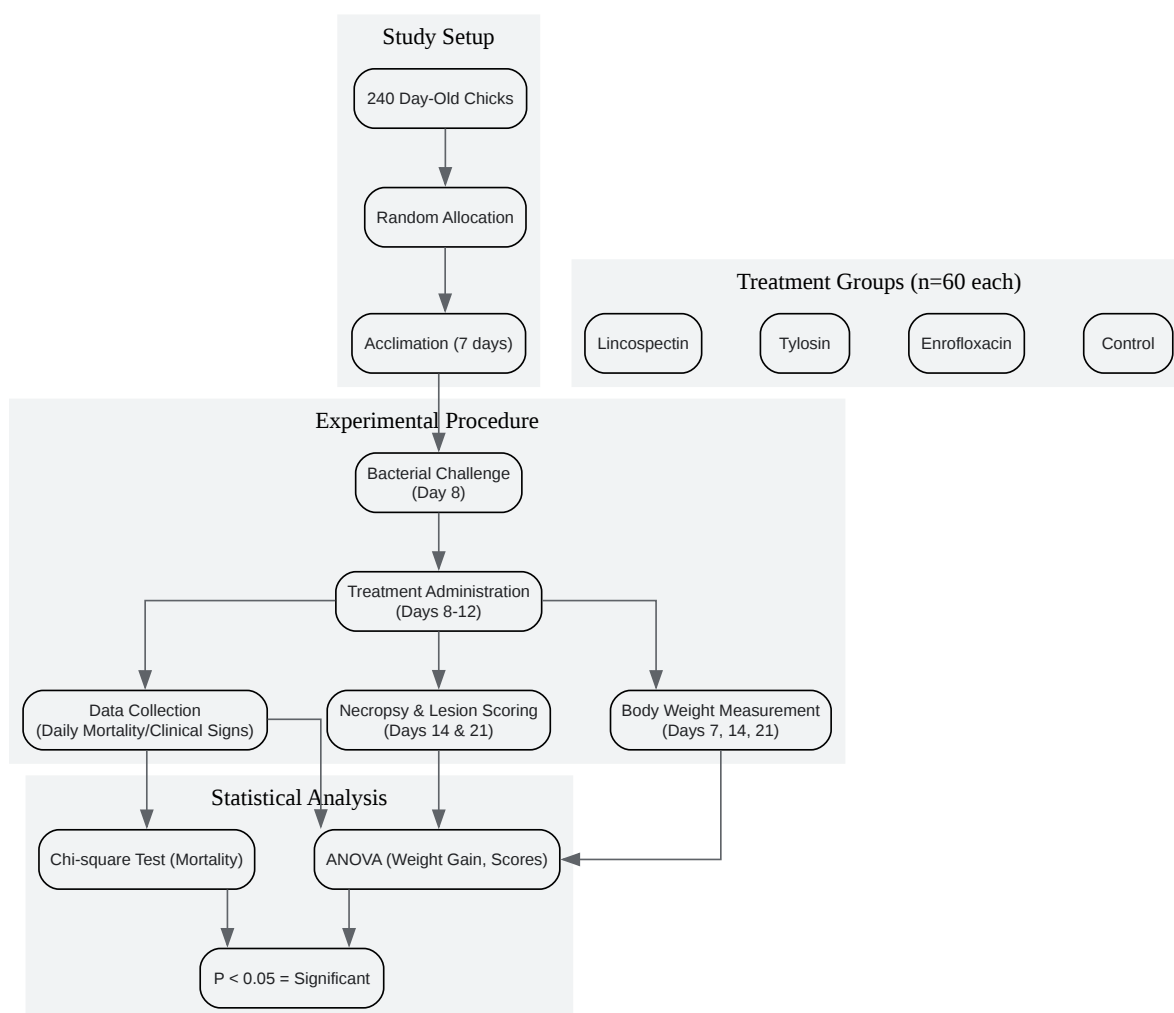 Study Setup
240 Day-Old Chicks
Random Allocation
Acclimation (7 days)
Treatment Groups (n=60 each)
Lincospectin
Tylosin
Enrofloxacin
Control
Experimental Procedure
Bacterial Challenge
(Day 8)
Treatment Administration
(Days 8-12)
Data Collection
(Daily Mortality/Clinical Signs)
Necropsy & Lesion Scoring
(Days 14 & 21)
Body Weight Measurement
(Days 7, 14, 21)
Statistical Analysis
Chi-square Test (Mortality)
ANOVA (Weight Gain, Scores)
P < 0.05 = Significant